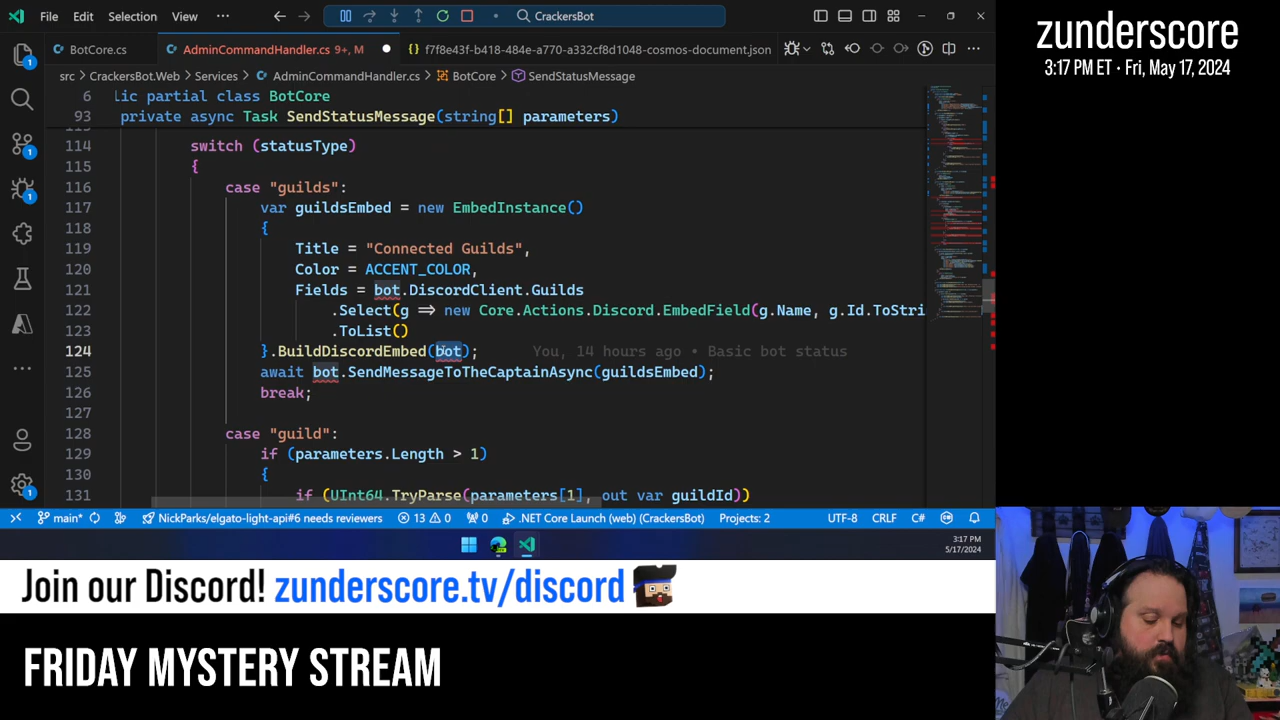 File Edit Selection View ··· CrackersBot
BotCore.cs AdminCommandHandler.cs 9+, M {} f7f8e43f-b418-484e-a770-a332cfd1048-cosmos-document.json
src > CrackersBot.Web > Services > AdminCommandHandler.cs > BotCore > SendStatusMessage
6 lic partial class BotCore
93 private async Task SendStatusMessage(string[] parameters)
114 switch (statusType)
115 {
116 case "guilds":
117 var guildsEmbed = new EmbedInstance()
118 {
119 Title = "Connected Guilds",
120 Color = ACCENT_COLOR,
121 Fields = bot.DiscordClient.Guilds
122 .Select(g => new Core.Actions.Discord.EmbedField(g.Name, g.Id.ToStri
123 .ToList()
124 }.BuildDiscordEmbed(bot); You, 14 hours ago • Basic bot status
125 await bot.SendMessageToTheCaptainAsync(guildsEmbed);
126 break;
127
128 case "guild":
129 if (parameters.Length > 1)
130 {
131 if (UInt64.TryParse(parameters[1], out var guildId))
main* NickParks/elgato-light-api#6 needs reviewers 13 0 0 .NET Core Launch (web) (CrackersBot) Projects: 2 UTF-8 CRLF C#
3:17 PM
5/17/2024
zunderscore
3:17 PM ET · Fri, May 17, 2024
Join our Discord! zunderscore.tv/discord
FRIDAY MYSTERY STREAM